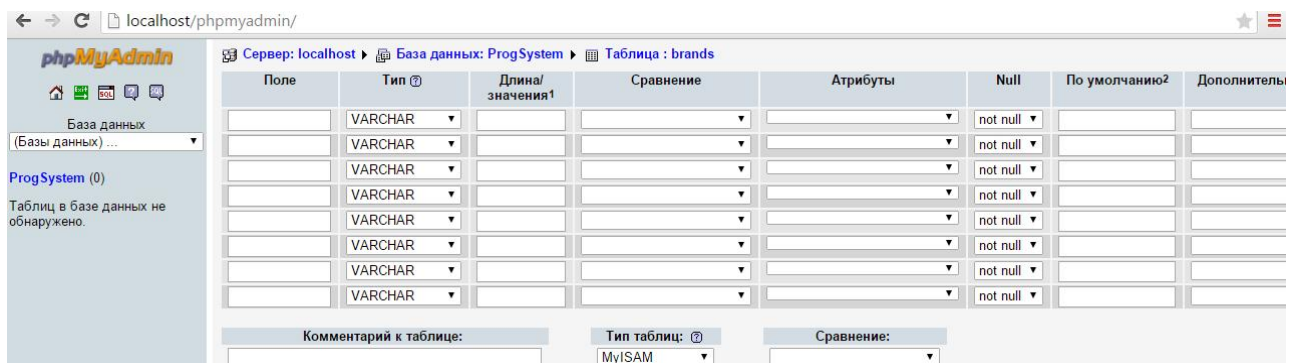 localhost/phpmyadmin/
phpMyAdmin
SQL
База данных
(Базы данных) ...
ProgSystem (0)
Таблиц в базе данных не
обнаружено.
Сервер: localhost База данных: ProgSystem Таблица : brands
Поле Тип Длина/ Сравнение Атрибуты Null По умолчанию2 Дополнитель
значения1
VARCHAR not null
VARCHAR not null
VARCHAR not null
VARCHAR not null
VARCHAR not null
VARCHAR not null
VARCHAR not null
VARCHAR not null
Комментарий к таблице: Тип таблиц: Сравнение:
MyISAM